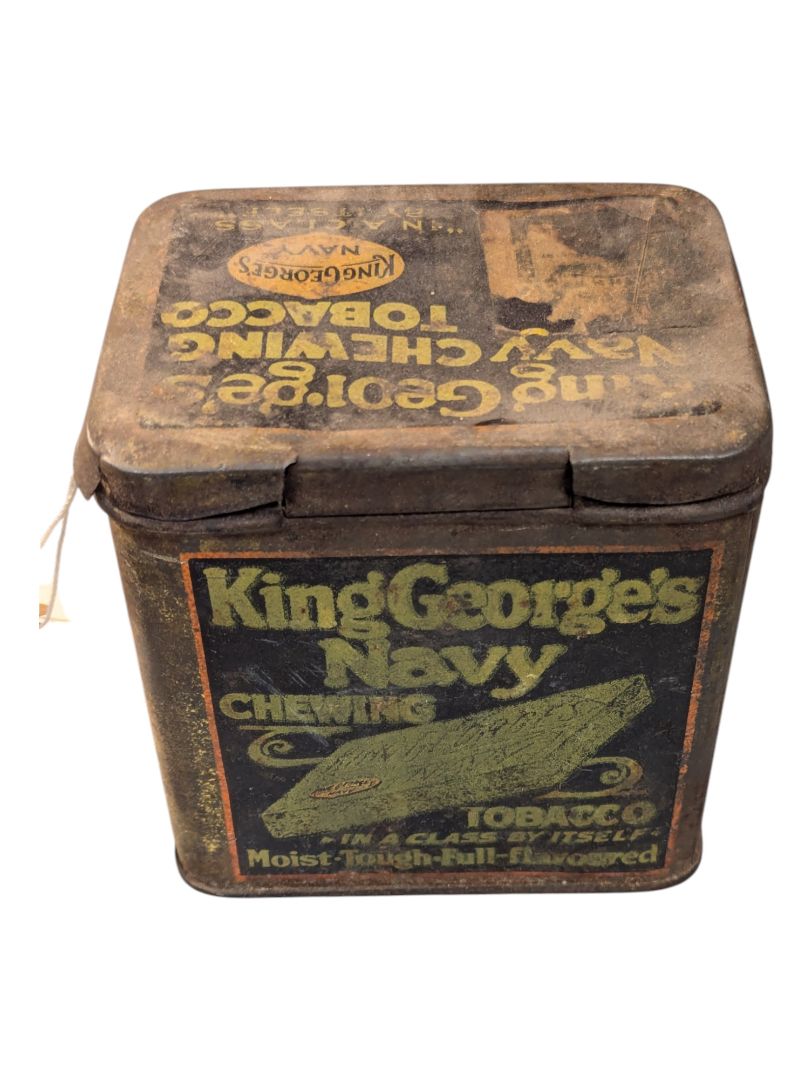 "IN A CLASS
BY ITSELF
KING GEORGE'S
NAVY
King George's
Navy CHEWING
TOBACCO
King George's
Navy
CHEWING
TOBACCO
IN A CLASS BY ITSELF
Moist-Tough-Full-flavoured